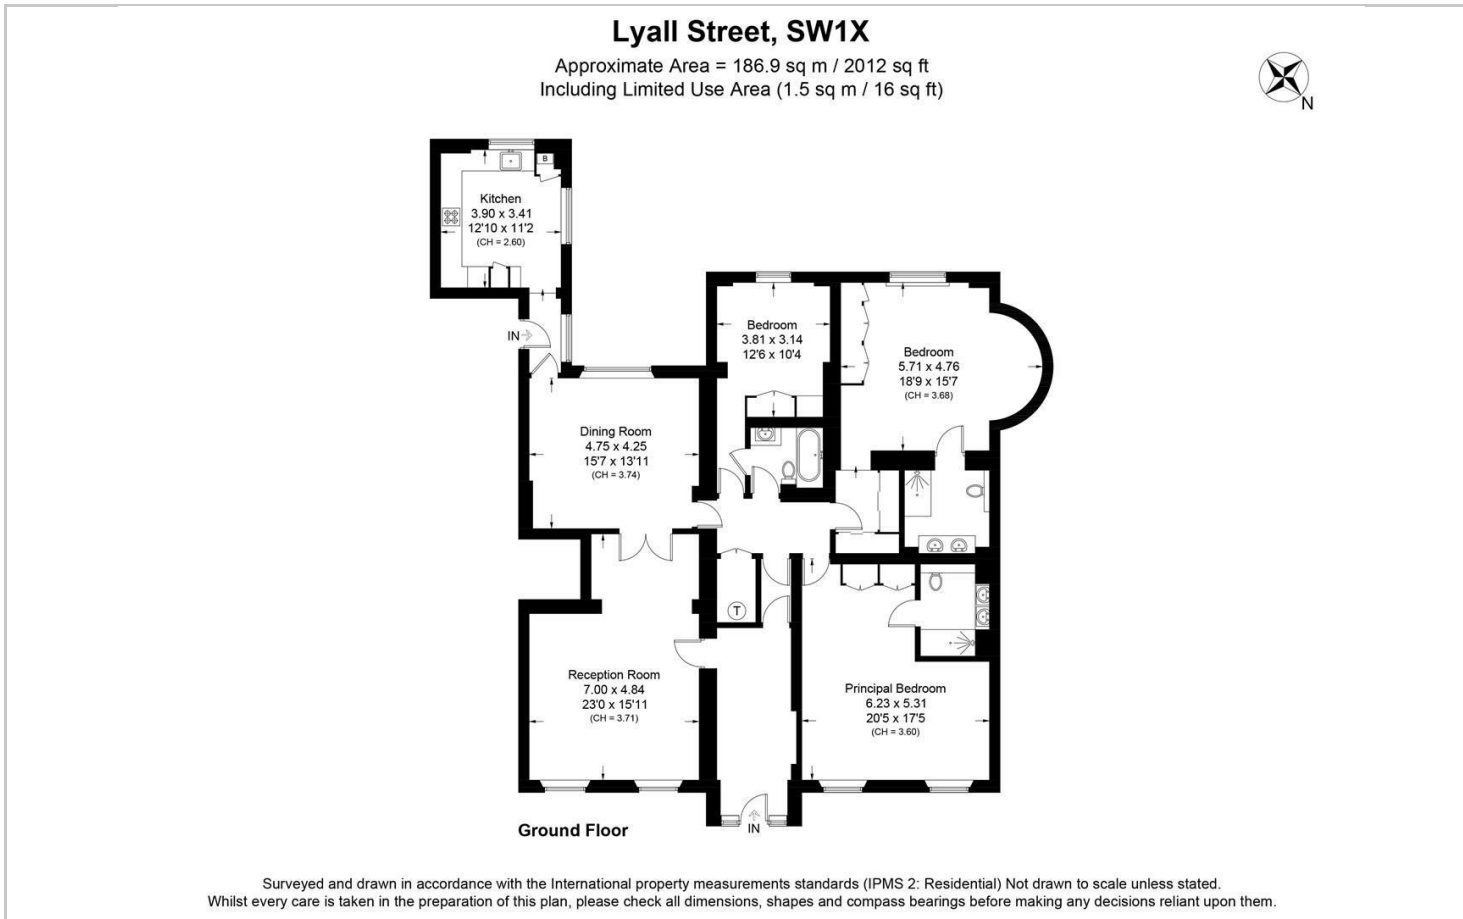 Lyall Street, SW1X
Approximate Area = 186.9 sq m / 2012 sq ft
Including Limited Use Area (1.5 sq m / 16 sq ft)
N
B
Kitchen
3.90 x 3.41
12'10 x 11'2
(CH = 2.60)
IN
Bedroom
3.81 x 3.14
12'6 x 10'4
Bedroom
5.71 x 4.76
18'9 x 15'7
(CH = 3.68)
Dining Room
4.75 x 4.25
15'7 x 13'11
(CH = 3.74)
T
Reception Room
7.00 x 4.84
23'0 x 15'11
(CH = 3.71)
Principal Bedroom
6.23 x 5.31
20'5 x 17'5
(CH = 3.60)
IN
Ground Floor
Surveyed and drawn in accordance with the International property measurements standards (IPMS 2: Residential) Not drawn to scale unless stated.
Whilst every care is taken in the preparation of this plan, please check all dimensions, shapes and compass bearings before making any decisions reliant upon them.